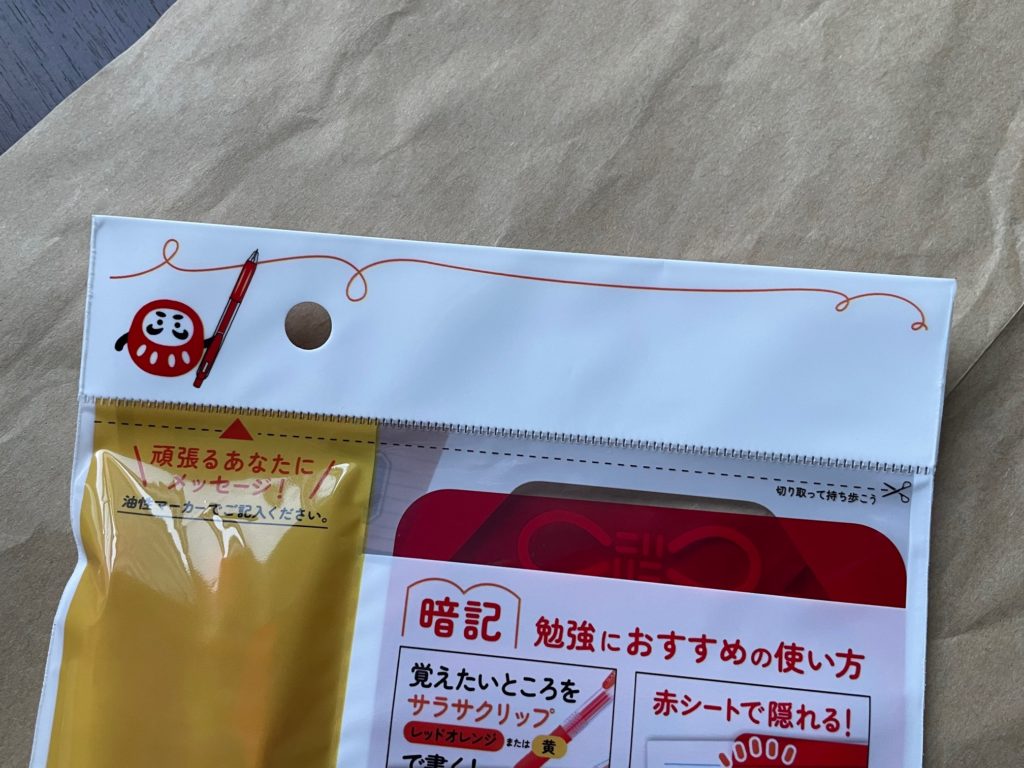 頑張るあなたに
メッセージ!
油性マーカーでご記入ください。
切り取って持ち歩こう
暗記 勉強におすすめの使い方
覚えたいところを
サラサクリップ
レッドオレンジ または 黄
で書く!
赤シートで隠れる!